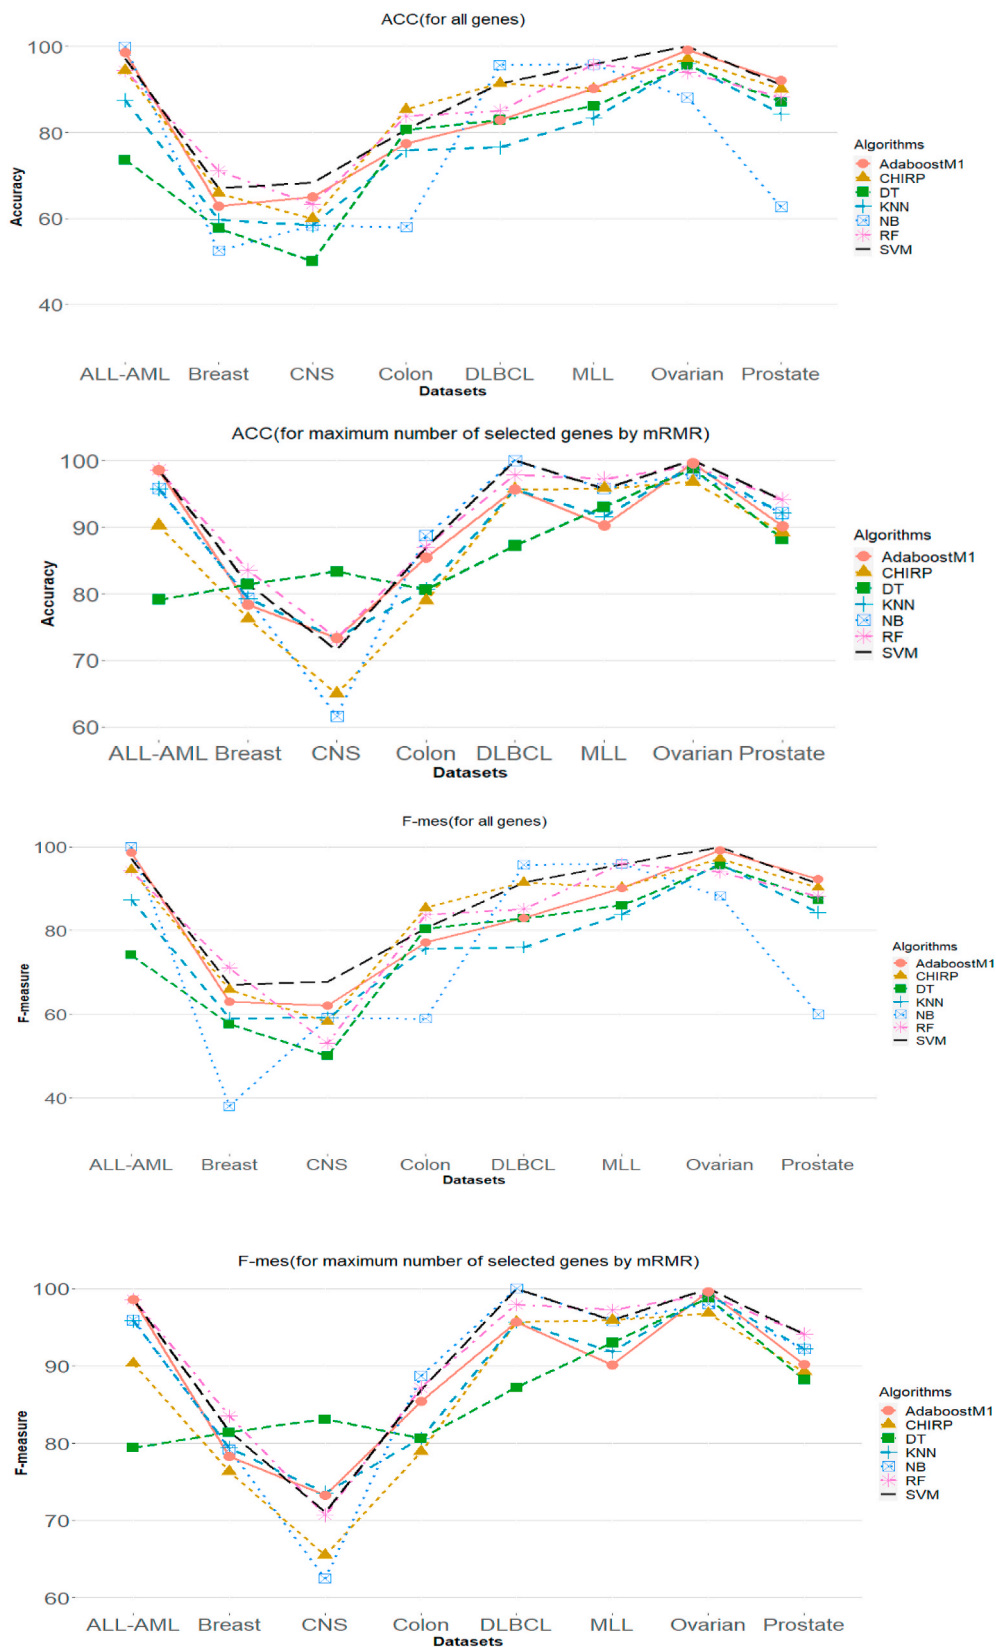 ACC(for all genes)
100
80
60
40
Accuracy
ALL-AML Breast CNS Colon DLBCL MLL Ovarian Prostate
Datasets
Algorithms
AdaboostM1
CHIRP
DT
KNN
NB
RF
SVM
ACC(for maximum number of selected genes by mRMR)
100
90
80
70
60
Accuracy
ALL-AML Breast CNS Colon DLBCL MLL Ovarian Prostate
Datasets
Algorithms
AdaboostM1
CHIRP
DT
KNN
NB
RF
SVM
F-mes(for all genes)
100
80
60
40
F-measure
ALL-AML Breast CNS Colon DLBCL MLL Ovarian Prostate
Datasets
Algorithms
AdaboostM1
CHIRP
DT
KNN
NB
RF
SVM
F-mes(for maximum number of selected genes by mRMR)
100
90
80
70
60
F-measure
ALL-AML Breast CNS Colon DLBCL MLL Ovarian Prostate
Datasets
Algorithms
AdaboostM1
CHIRP
DT
KNN
NB
RF
SVM